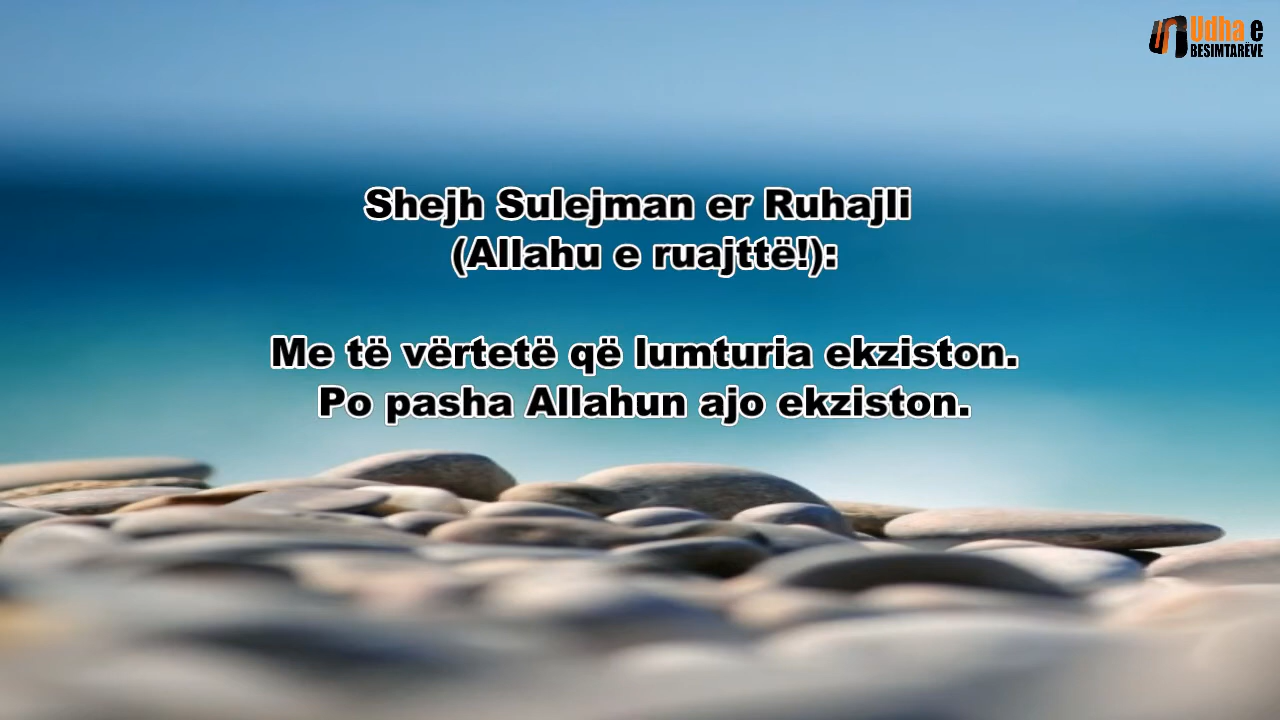 Udha e
BESIMTARËVE
Shejh Sulejman er Ruhajli
(Allahu e ruajttë!):
Me të vërtetë që lumturia ekziston.
Po pasha Allahun ajo ekziston.